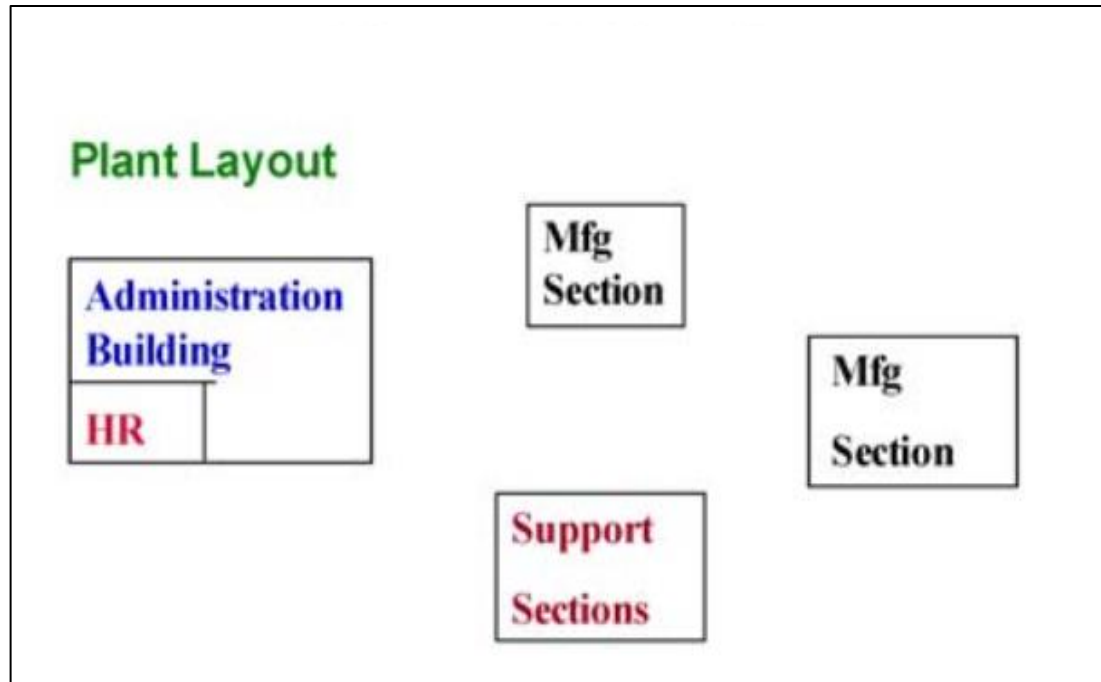 Plant Layout
Administration
Building
HR
Mfg
Section
Mfg
Section
Support
Sections